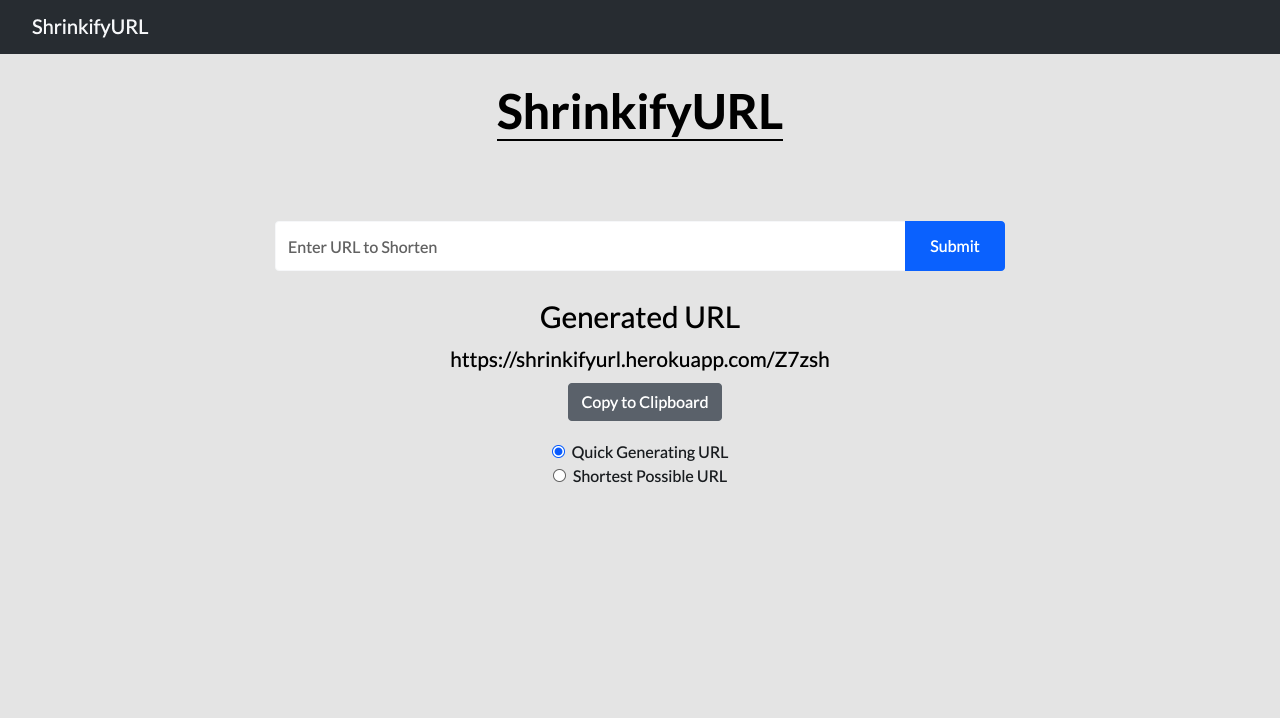 ShrinkifyURL
ShrinkifyURL
Enter URL to Shorten
Submit
Generated URL
https://shrinkifyurl.herokuapp.com/Z7zsh
Copy to Clipboard
Quick Generating URL
Shortest Possible URL